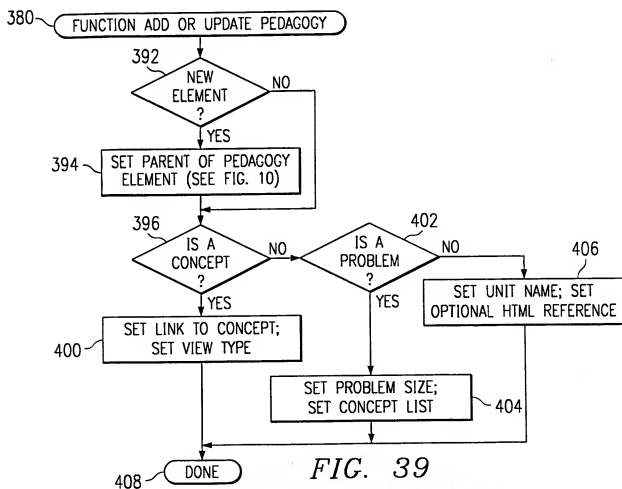 380
FUNCTION ADD OR UPDATE PEDAGOGY
392
NEW
ELEMENT
?
NO
YES
394
SET PARENT OF PEDAGOGY
ELEMENT (SEE FIG. 10)
396
IS A
CONCEPT
?
NO
YES
402
IS A
PROBLEM
?
NO
YES
406
SET UNIT NAME; SET
OPTIONAL HTML REFERENCE
400
SET LINK TO CONCEPT;
SET VIEW TYPE
SET PROBLEM SIZE;
SET CONCEPT LIST
404
408
DONE
FIG. 39